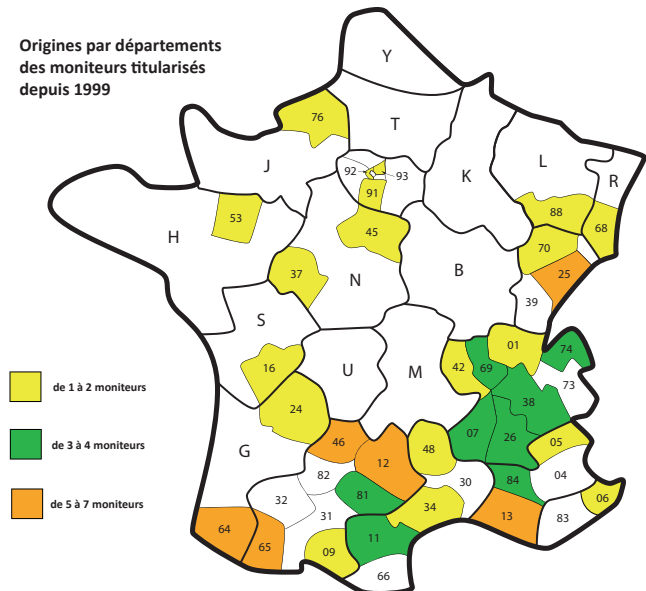 Origines par départements
des moniteurs titularisés
depuis 1999
Y
76
T
J
92
93
91
K
L
R
53
H
45
88
68
70
25
37
N
B
39
S
16
U
M
42
69
01
74
73
38
24
G
46
12
48
07
26
05
04
06
82
32
81
31
30
34
84
13
83
64
65
09
11
66
de 1 à 2 moniteurs
de 3 à 4 moniteurs
de 5 à 7 moniteurs